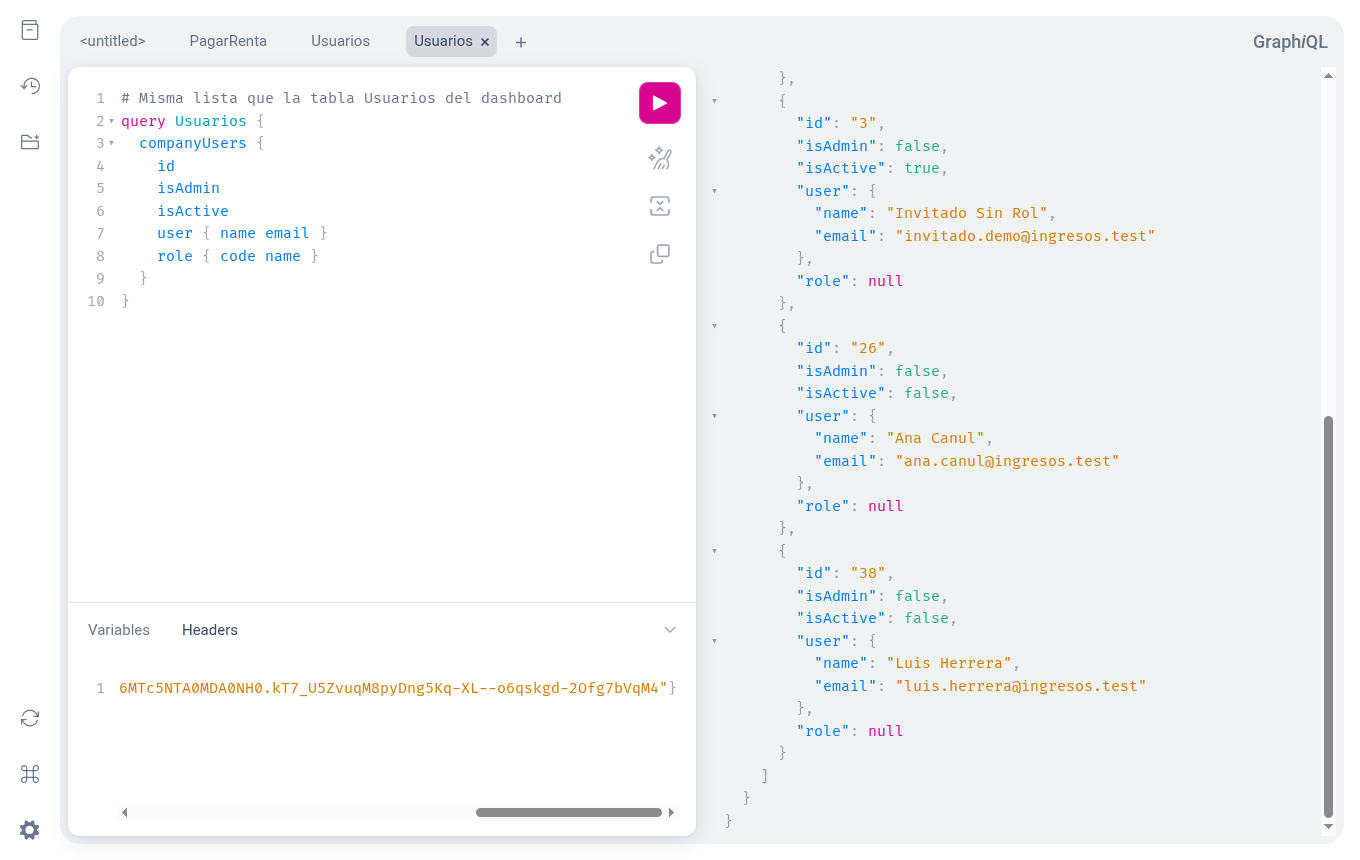 <untitled>
PagarRenta
Usuarios
Usuarios ×
+
GraphiQL
1 # Misma lista que la tabla Usuarios del dashboard
2 query Usuarios {
3 companyUsers {
4 id
5 isAdmin
6 isActive
7 user { name email }
8 role { code name }
9 }
10 }
Variables
Headers
1 6MTc5NTA0MDA0NH0.kT7_U5ZvuqM8pyDng5Kq-XL--o6qskgd-2Ofg7bVqM4"}
},
{
"id": "3",
"isAdmin": false,
"isActive": true,
"user": {
"name": "Invitado Sin Rol",
"email": "invitado.demo@ingresos.test"
},
"role": null
},
{
"id": "26",
"isAdmin": false,
"isActive": false,
"user": {
"name": "Ana Canul",
"email": "ana.canul@ingresos.test"
},
"role": null
},
{
"id": "38",
"isAdmin": false,
"isActive": false,
"user": {
"name": "Luis Herrera",
"email": "luis.herrera@ingresos.test"
},
"role": null
}
]
}
}